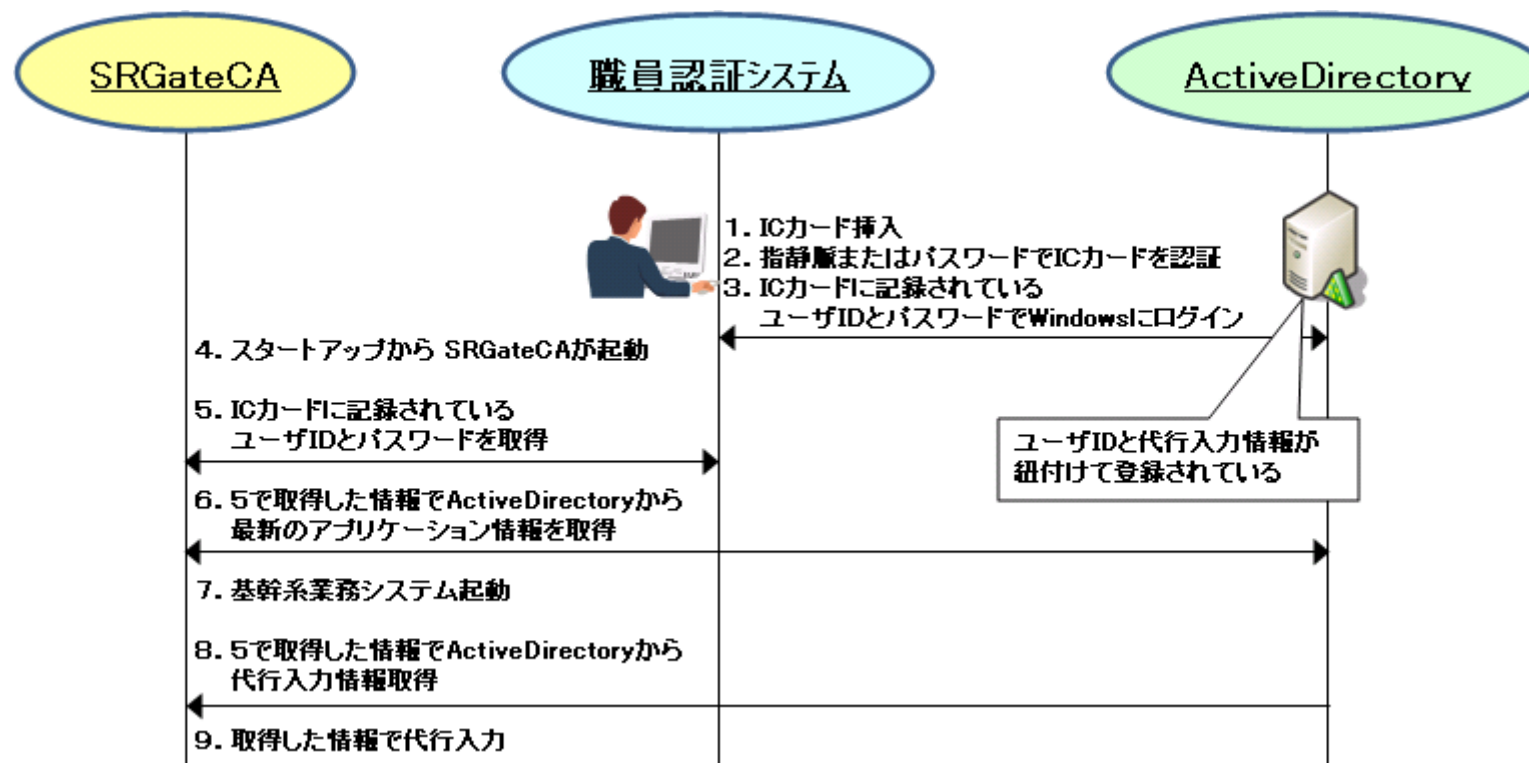 SRGateCA
職員認証システム
ActiveDirectory
1. ICカード挿入
2. 指静脈またはパスワードでICカードを認証
3. ICカードに記録されている
ユーザIDとパスワードでWindowsにログイン
4. スタートアップから SRGateCAが起動
5. ICカードに記録されている
ユーザIDとパスワードを取得
ユーザIDと代行入力情報が
紐付けて登録されている
6. 5で取得した情報でActiveDirectoryから
最新のアプリケーション情報を取得
7. 基幹系業務システム起動
8. 5で取得した情報でActiveDirectoryから
代行入力情報取得
9. 取得した情報で代行入力